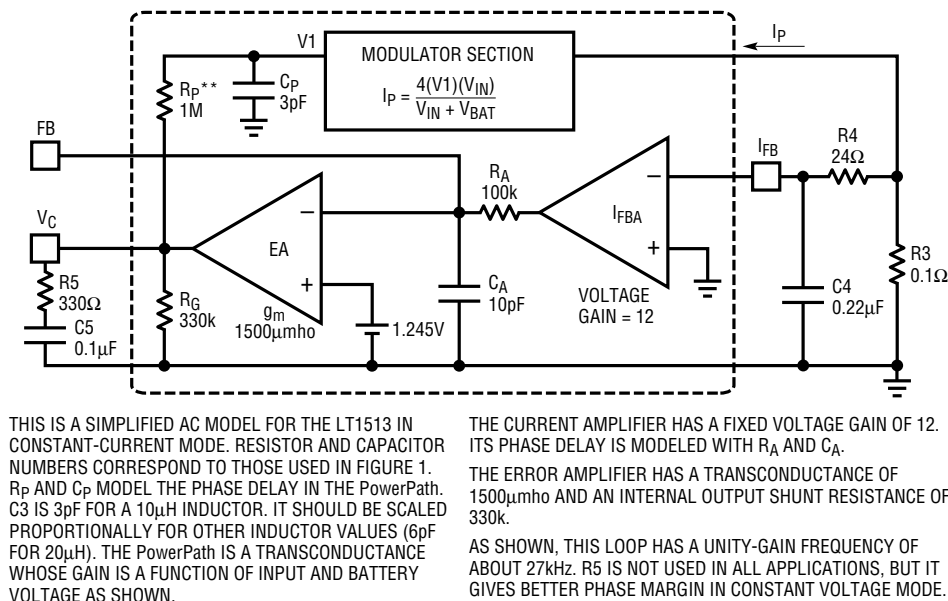 V1
MODULATOR SECTION
IP = 4(V1)(VIN) / VIN + VBAT
IP
RP**
1M
CP
3pF
FB
IFB
R4
24Ω
RA
100k
VC
EA
gm
1500µmho
IFBA
VOLTAGE
GAIN = 12
R3
0.1Ω
R5
330Ω
C5
0.1µF
RG
330k
1.245V
CA
10pF
C4
0.22µF
THIS IS A SIMPLIFIED AC MODEL FOR THE LT1513 IN
CONSTANT-CURRENT MODE. RESISTOR AND CAPACITOR
NUMBERS CORRESPOND TO THOSE USED IN FIGURE 1.
RP AND CP MODEL THE PHASE DELAY IN THE PowerPath.
C3 IS 3pF FOR A 10µH INDUCTOR. IT SHOULD BE SCALED
PROPORTIONALLY FOR OTHER INDUCTOR VALUES (6pF
FOR 20µH). THE PowerPath IS A TRANSCONDUCTANCE
WHOSE GAIN IS A FUNCTION OF INPUT AND BATTERY
VOLTAGE AS SHOWN.
THE CURRENT AMPLIFIER HAS A FIXED VOLTAGE GAIN OF 12.
ITS PHASE DELAY IS MODELED WITH RA AND CA.
THE ERROR AMPLIFIER HAS A TRANSCONDUCTANCE OF
1500µmho AND AN INTERNAL OUTPUT SHUNT RESISTANCE OF
330k.
AS SHOWN, THIS LOOP HAS A UNITY-GAIN FREQUENCY OF
ABOUT 27kHz. R5 IS NOT USED IN ALL APPLICATIONS, BUT IT
GIVES BETTER PHASE MARGIN IN CONSTANT VOLTAGE MODE.